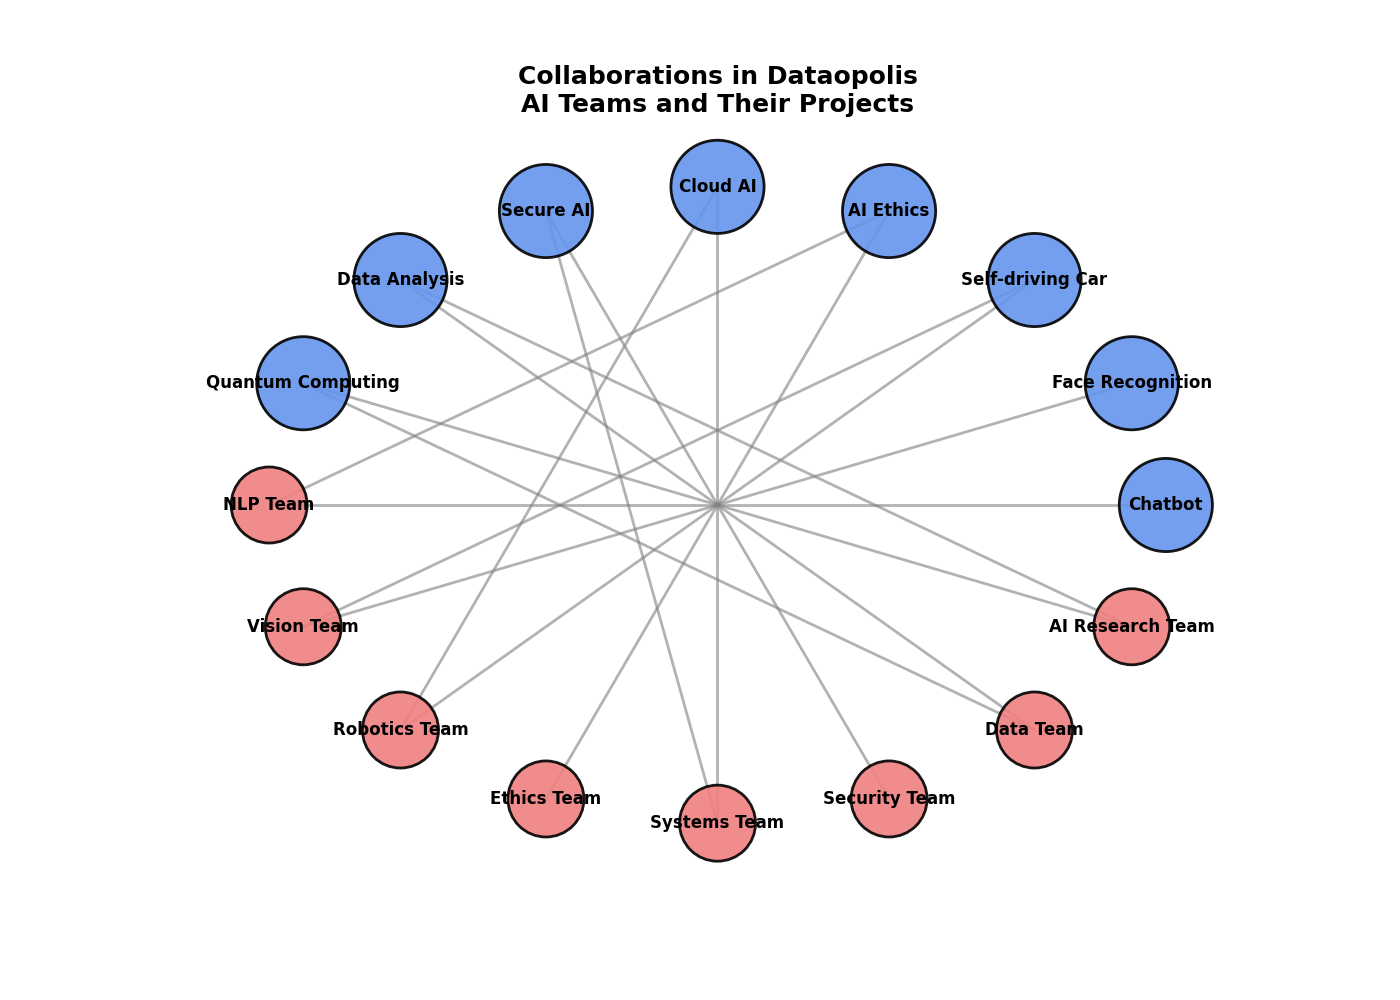 Collaborations in Dataopolis
AI Teams and Their Projects
Cloud AI
Secure AI
AI Ethics
Data Analysis
Self-driving Car
Quantum Computing
Face Recognition
NLP Team
Chatbot
Vision Team
AI Research Team
Robotics Team
Data Team
Ethics Team
Security Team
Systems Team